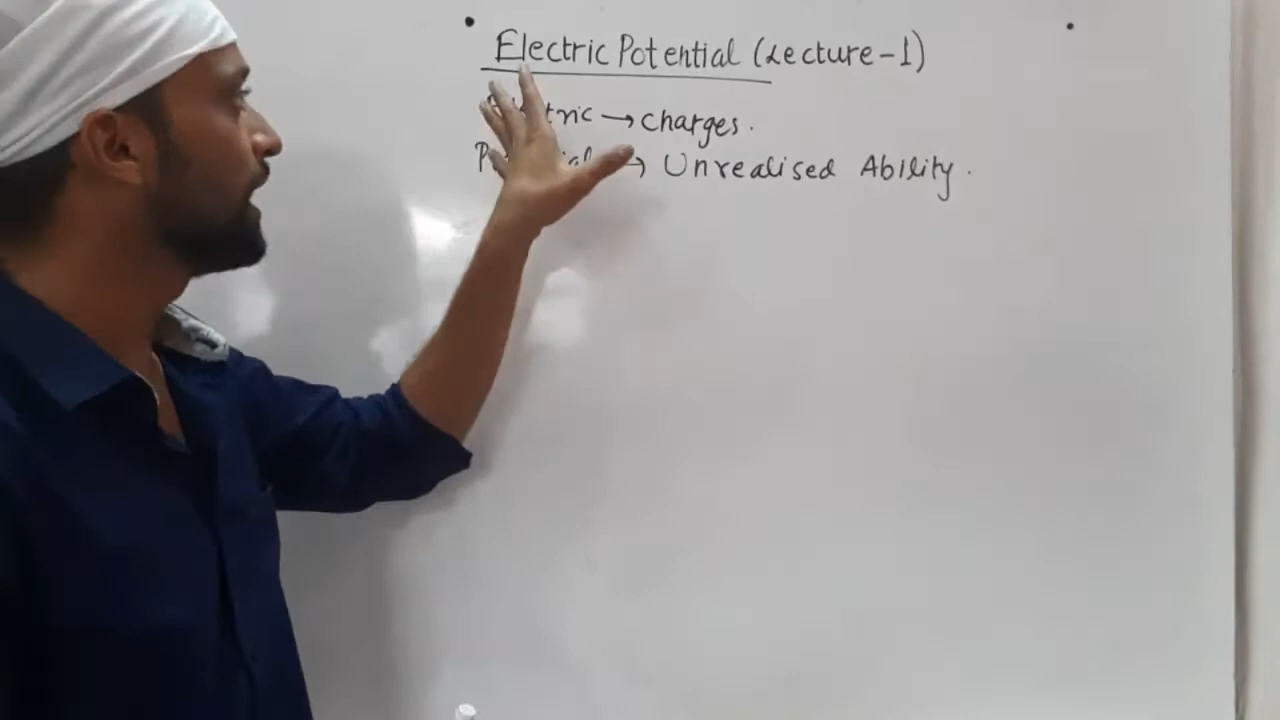 Electric Potential (Lecture-1)
→ charges.
→ Unrealised Ability.